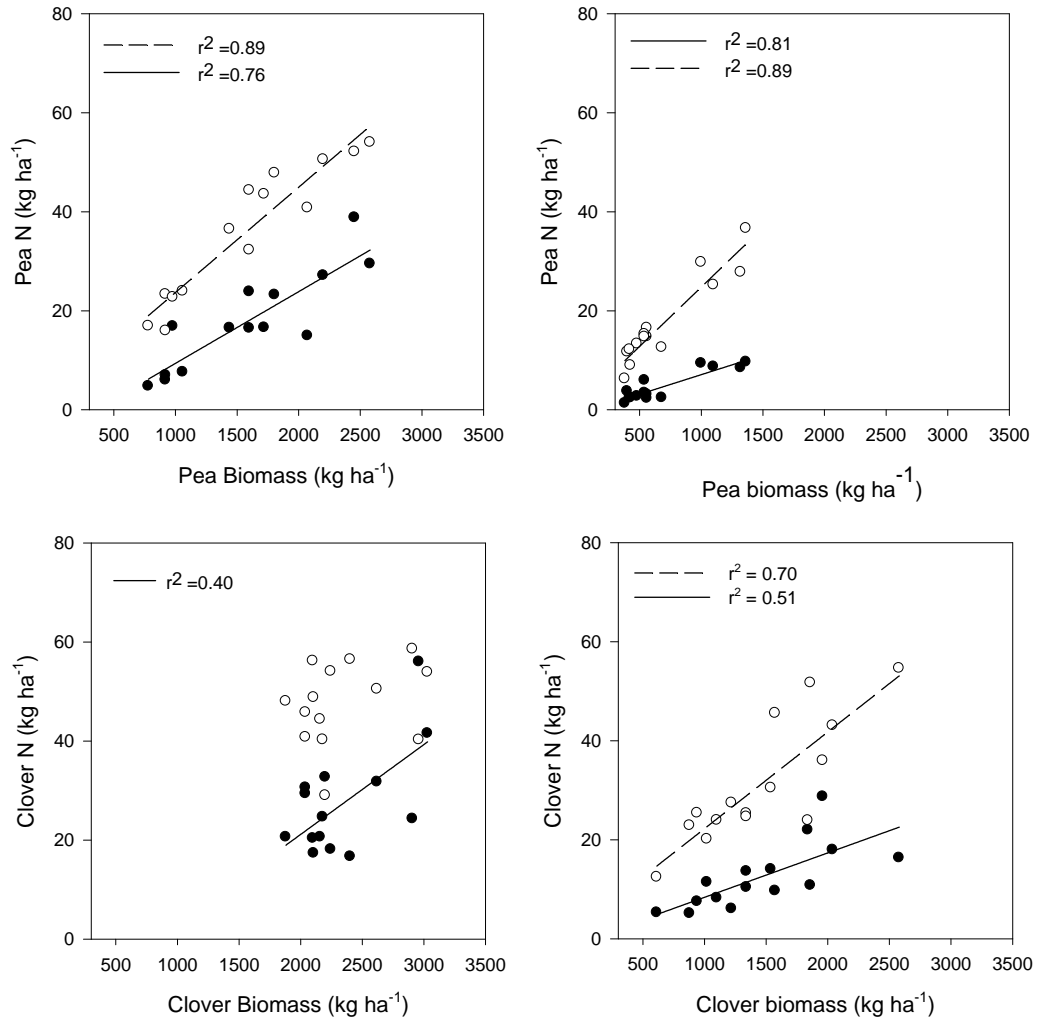 80
60
40
20
0
Pea N (kg ha⁻¹)
r² =0.89
r² =0.76
500 1000 1500 2000 2500 3000 3500
Pea Biomass (kg ha⁻¹)
80
60
40
20
0
Pea N (kg ha⁻¹)
r² =0.81
r² =0.89
500 1000 1500 2000 2500 3000 3500
Pea biomass (kg ha⁻¹)
80
60
40
20
0
Clover N (kg ha⁻¹)
r² =0.40
500 1000 1500 2000 2500 3000 3500
Clover Biomass (kg ha⁻¹)
80
60
40
20
0
Clover N (kg ha⁻¹)
r² = 0.70
r² = 0.51
500 1000 1500 2000 2500 3000 3500
Clover biomass (kg ha⁻¹)